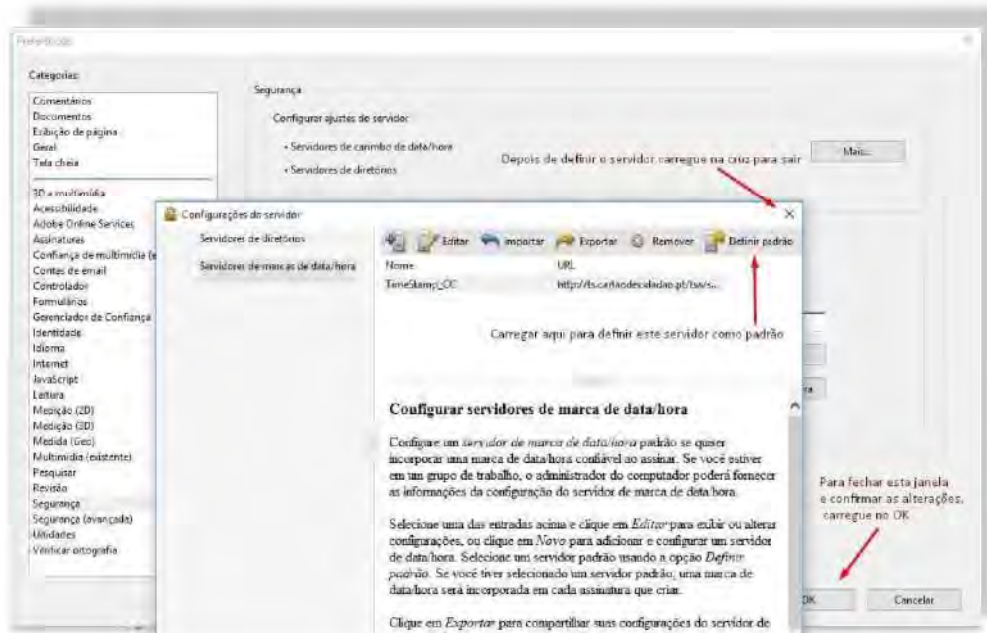 Preferências
Categorias:
Comentários
Documentos
Exibição de página
Geral
Tela cheia
3D e multimídia
Acessibilidade
Adobe Online Services
Assinaturas
Confiança de multimídia (e
Contas de email
Controlador
Formulários
Gerenciador de Confiança
Identidade
Idioma
Internet
JavaScript
Leitura
Medição (2D)
Medição (3D)
Medida (Geo)
Multimídia (existente)
Pesquisar
Revisão
Segurança
Segurança (avançada)
Unidades
Verificar ortografia
Segurança
Configurar ajustes do servidor
• Servidores de carimbo de data/hora
• Servidores de diretórios
Mais...
Depois de definir o servidor carregue na cruz para sair
Configurações do servidor
Servidores de diretórios
Servidores de marcas de data/hora
Editar Importar Exportar Remover Definir padrão
Nome URL
TimeStamp_CC http://ts.cartaodecidadao.pt/tsa/s...
Carregar aqui para definir este servidor como padrão
Configurar servidores de marca de data/hora
Configure um servidor de marca de data/hora padrão se quiser
incorporar uma marca de data/hora confiável ao assinar. Se você estiver
em um grupo de trabalho, o administrador do computador poderá fornecer
as informações da configuração do servidor de marca de data/hora.
Selecione uma das entradas acima e clique em Editar para exibir ou alterar
configurações, ou clique em Novo para adicionar e configurar um servidor
de data/hora. Selecione um servidor padrão usando a opção Definir
padrão. Se você tiver selecionado um servidor padrão, uma marca de
data/hora será incorporada em cada assinatura que criar.
Clique em Exportar para compartilhar suas configurações do servidor de
ra
Para fechar esta janela
e confirmar as alterações,
carregue no OK
OK Cancelar